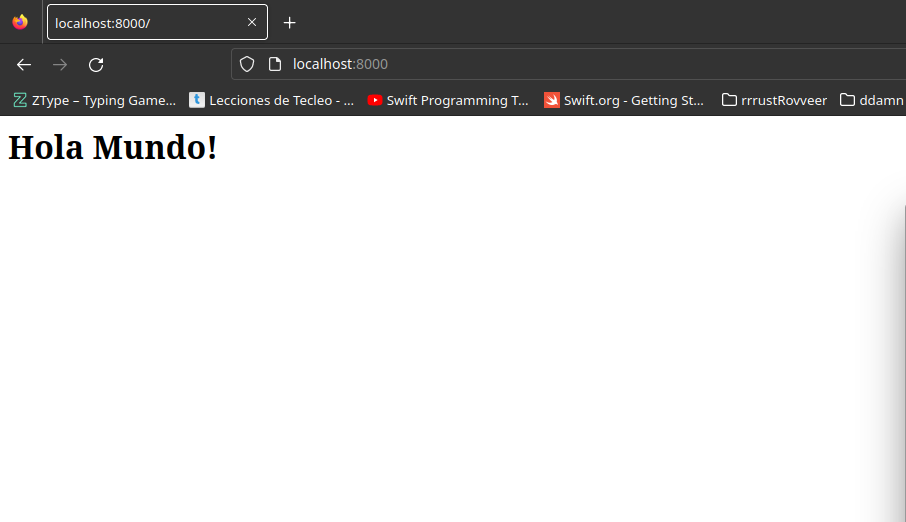 localhost:8000/
localhost:8000
ZType – Typing Game... Lecciones de Tecleo - ... Swift Programming T... Swift.org - Getting St... rrrustRovveer ddamn
Hola Mundo!